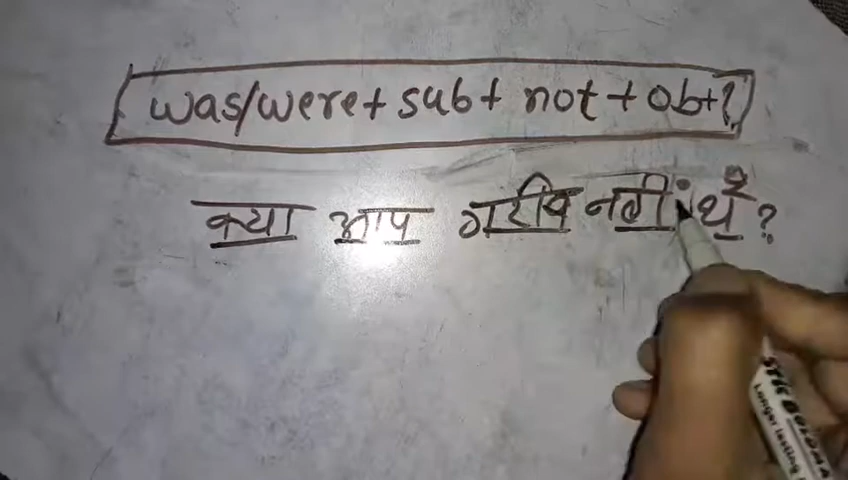 was/were + sub + not + ob + ?
क्या आप गरीब नहीं थे ?